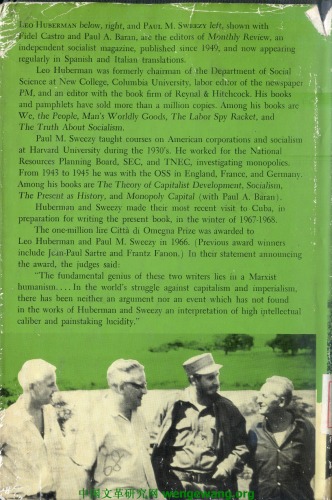 LEO HUBERMAN below, right, and PAUL M. SWEEZY left, shown with
Fidel Castro and Paul A. Baran, are the editors of Monthly Review, an
independent socialist magazine, published since 1949, and now appearing
regularly in Spanish and Italian translations.
Leo Huberman was formerly chairman of the Department of Social
Science at New College, Columbia University, labor editor of the newspaper
PM, and an editor with the book firm of Reynal & Hitchcock. His books
and pamphlets have sold more than a million copies. Among his books are
We, the People, Man's Worldly Goods, The Labor Spy Racket, and
The Truth About Socialism.
Paul M. Sweezy taught courses on American corporations and socialism
at Harvard University during the 1930's. He worked for the National
Resources Planning Board, SEC, and TNEC, investigating monopolies.
From 1943 to 1945 he was with the OSS in England, France, and Germany.
Among his books are The Theory of Capitalist Development, Socialism,
The Present as History, and Monopoly Capital (with Paul A. Baran).
Huberman and Sweezy made their most recent visit to Cuba, in
preparation for writing the present book, in the winter of 1967-1968.
The one-million lire Città di Omegna Prize was awarded to
Leo Huberman and Paul M. Sweezy in 1966. (Previous award winners
include Jean-Paul Sartre and Frantz Fanon.) In their statement announcing
the award, the judges said:
"The fundamental genius of these two writers lies in a Marxist
humanism.... In the world's struggle against capitalism and imperialism,
there has been neither an argument nor an event which has not found
in the works of Huberman and Sweezy an interpretation of high intellectual
caliber and painstaking lucidity."
中國文革研究網 wengewang.org